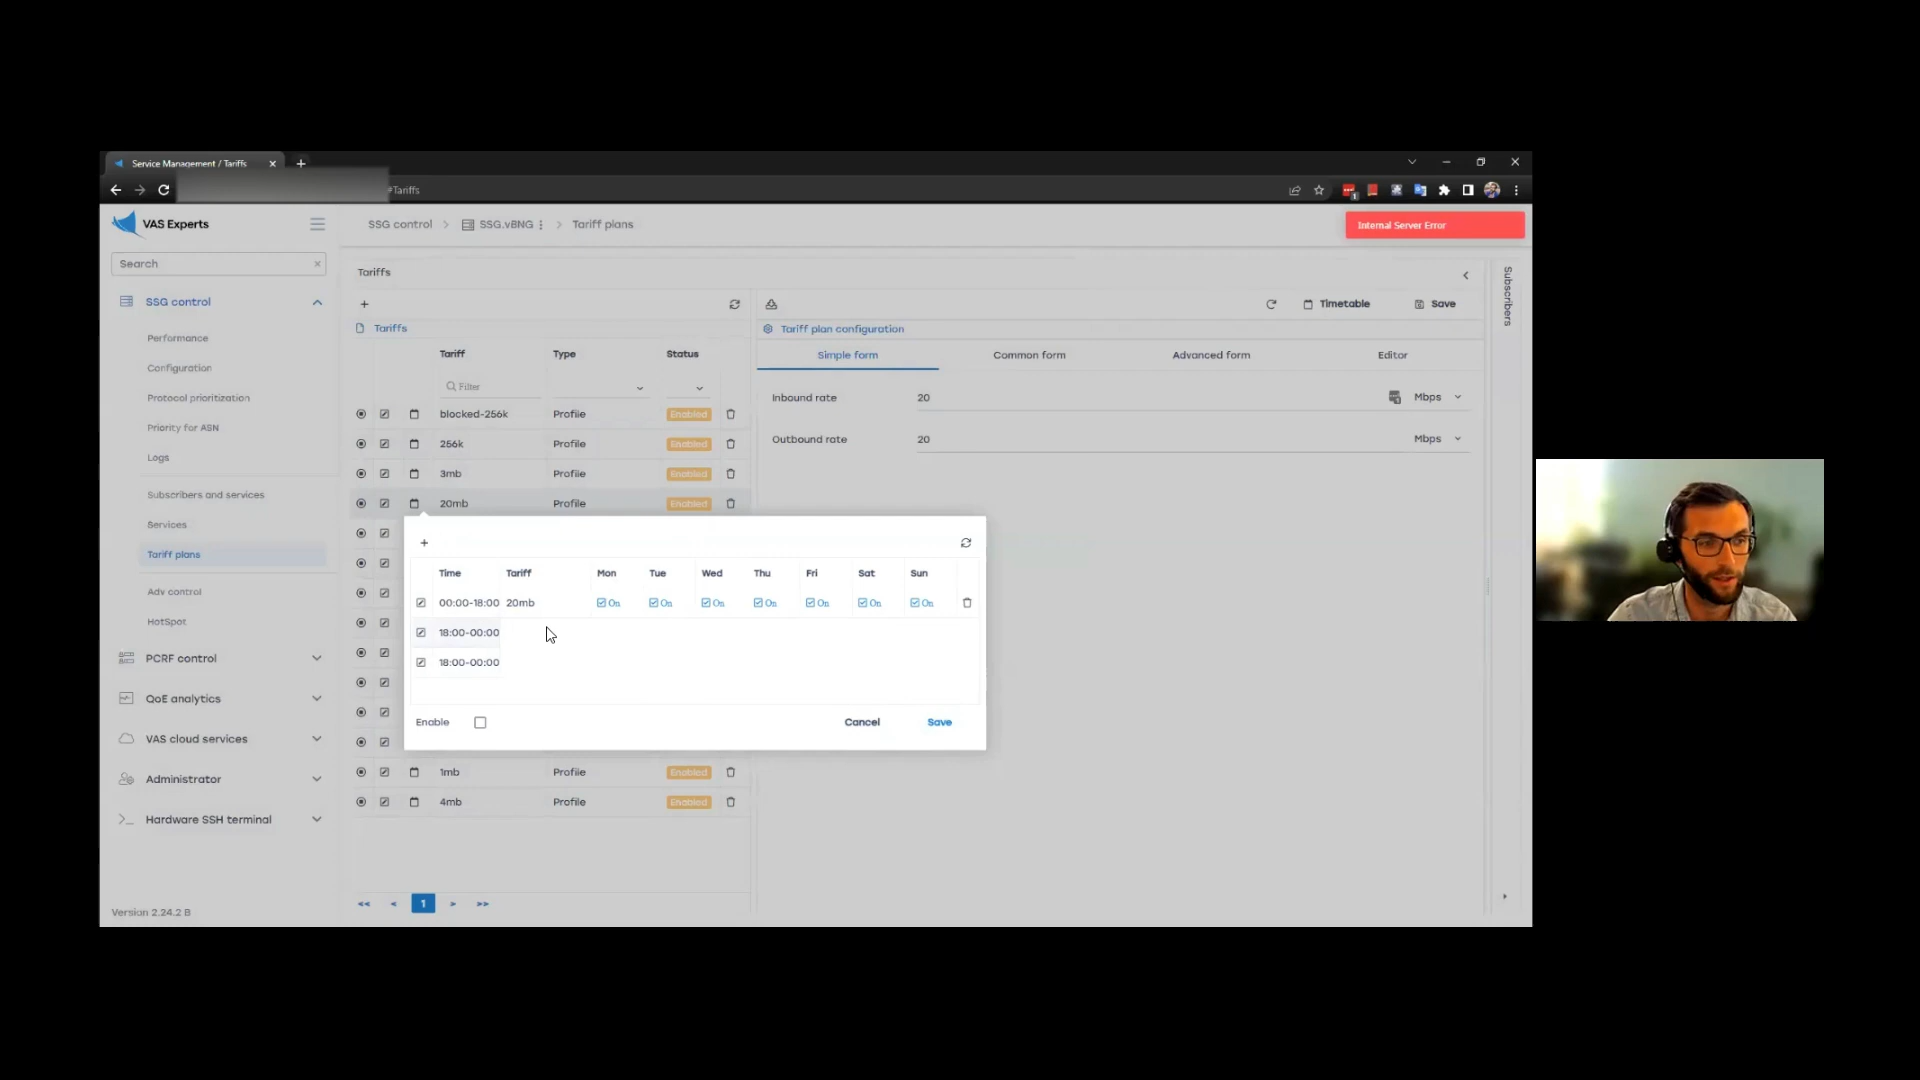 Service Management / Tariffs
#Tariffs
VAS Experts
SSG control > SSG.vBNG > Tariff plans
Internal Server Error
Search
Tariffs
Subscribers
SSG control
Timetable
Save
Tariffs
Tariff plan configuration
Performance
Tariff
Type
Status
Simple form
Common form
Advanced form
Editor
Configuration
Filter
Protocol prioritization
Inbound rate
20
Mbps
blocked-256k
Profile
Enabled
Priority for ASN
Outbound rate
20
Mbps
256k
Profile
Enabled
Logs
3mb
Profile
Enabled
Subscribers and services
20mb
Profile
Enabled
Services
Tariff plans
Time
Tariff
Mon
Tue
Wed
Thu
Fri
Sat
Sun
Adv control
00:00-18:00
20mb
On
On
On
On
On
On
On
HotSpot
18:00-00:00
PCRF control
18:00-00:00
QoE analytics
Enable
Cancel
Save
VAS cloud services
Administrator
1mb
Profile
Enabled
4mb
Profile
Enabled
Hardware SSH terminal
<< < 1 > >>
Version 2.24.2 B